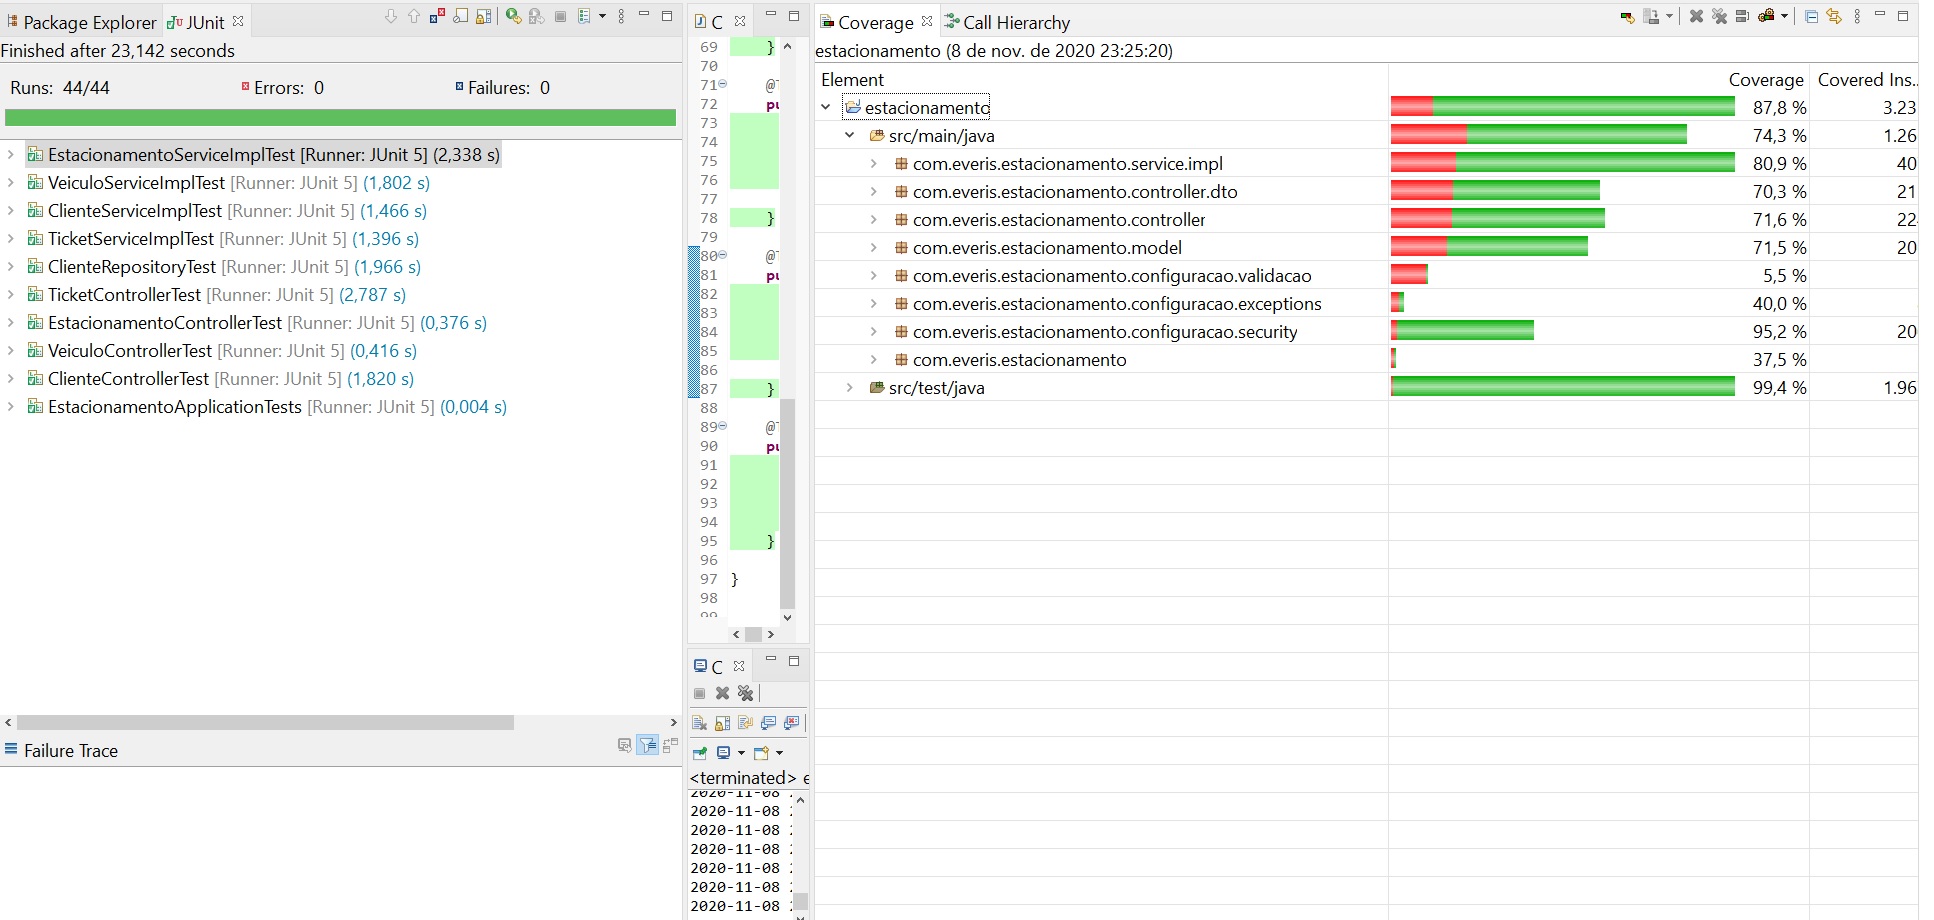 Package Explorer JUnit
Finished after 23,142 seconds
Runs: 44/44 Errors: 0 Failures: 0
EstacionamentoServiceImplTest [Runner: JUnit 5] (2,338 s)
VeiculoServiceImplTest [Runner: JUnit 5] (1,802 s)
ClienteServiceImplTest [Runner: JUnit 5] (1,466 s)
TicketServiceImplTest [Runner: JUnit 5] (1,396 s)
ClienteRepositoryTest [Runner: JUnit 5] (1,966 s)
TicketControllerTest [Runner: JUnit 5] (2,787 s)
EstacionamentoControllerTest [Runner: JUnit 5] (0,376 s)
VeiculoControllerTest [Runner: JUnit 5] (0,416 s)
ClienteControllerTest [Runner: JUnit 5] (1,820 s)
EstacionamentoApplicationTests [Runner: JUnit 5] (0,004 s)
Failure Trace
C
69 }
70
71 @T
72 pu
73
74
75
76
77
78 }
79
80 @T
81 pu
82
83
84
85
86
87 }
88
89 @T
90 pu
91
92
93
94
95 }
96
97 }
98
99
C
<terminated> e
2020-11-08
2020-11-08
2020-11-08
2020-11-08
2020-11-08
2020-11-08
2020-11-08
Coverage Call Hierarchy
estacionamento (8 de nov. de 2020 23:25:20)
Element Coverage Covered Ins..
estacionamento 87,8 % 3.23
src/main/java 74,3 % 1.26
com.everis.estacionamento.service.impl 80,9 % 40
com.everis.estacionamento.controller.dto 70,3 % 21
com.everis.estacionamento.controller 71,6 % 22
com.everis.estacionamento.model 71,5 % 20
com.everis.estacionamento.configuracao.validacao 5,5 %
com.everis.estacionamento.configuracao.exceptions 40,0 %
com.everis.estacionamento.configuracao.security 95,2 % 20
com.everis.estacionamento 37,5 %
src/test/java 99,4 % 1.96